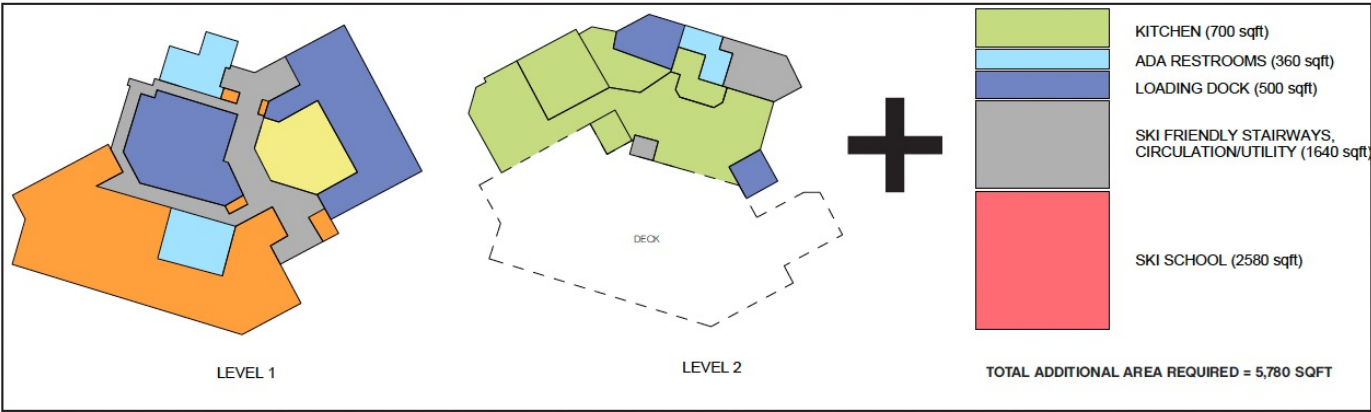 KITCHEN (700 sqft)
ADA RESTROOMS (360 sqft)
LOADING DOCK (500 sqft)
SKI FRIENDLY STAIRWAYS,
CIRCULATION/UTILITY (1640 sqft)
DECK
SKI SCHOOL (2580 sqft)
LEVEL 1
LEVEL 2
TOTAL ADDITIONAL AREA REQUIRED = 5,780 SQFT